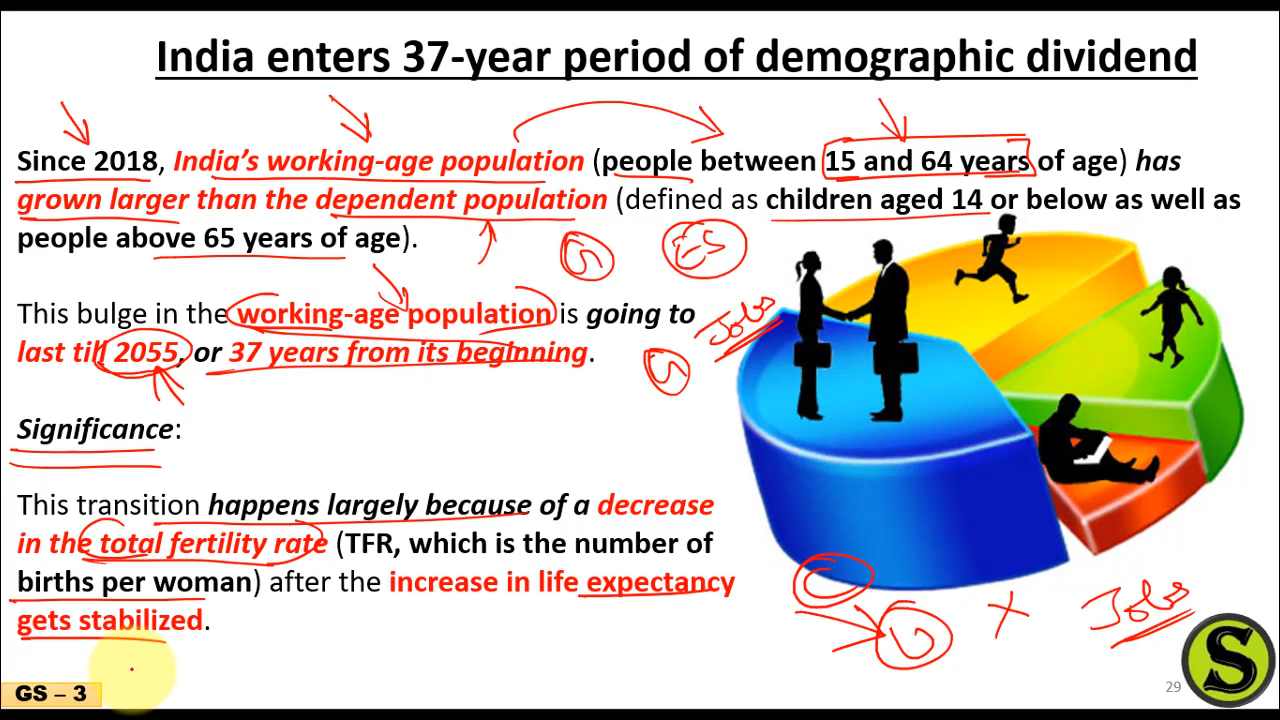 India enters 37-year period of demographic dividend
Since 2018, India's working-age population (people between 15 and 64 years of age) has
grown larger than the dependent population (defined as children aged 14 or below as well as
people above 65 years of age).
This bulge in the working-age population is going to
last till 2055, or 37 years from its beginning.
Jobs
Significance:
This transition happens largely because of a decrease
in the total fertility rate (TFR, which is the number of
births per woman) after the increase in life expectancy
gets stabilized.
Jobs
S
29
GS – 3